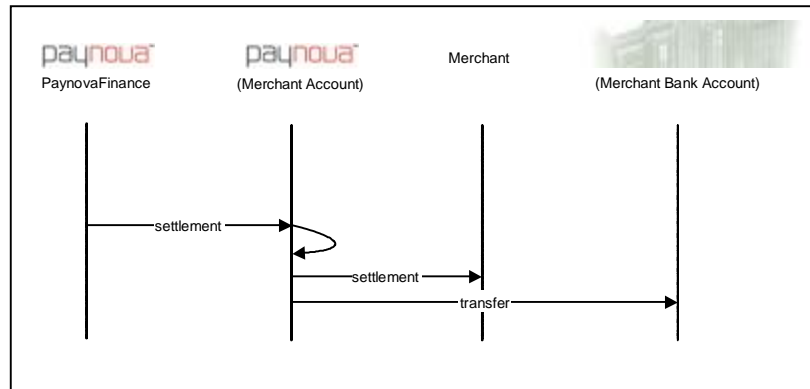 paynova paynova
Merchant
PaynovaFinance (Merchant Account) (Merchant Bank Account)
settlement
settlement
transfer